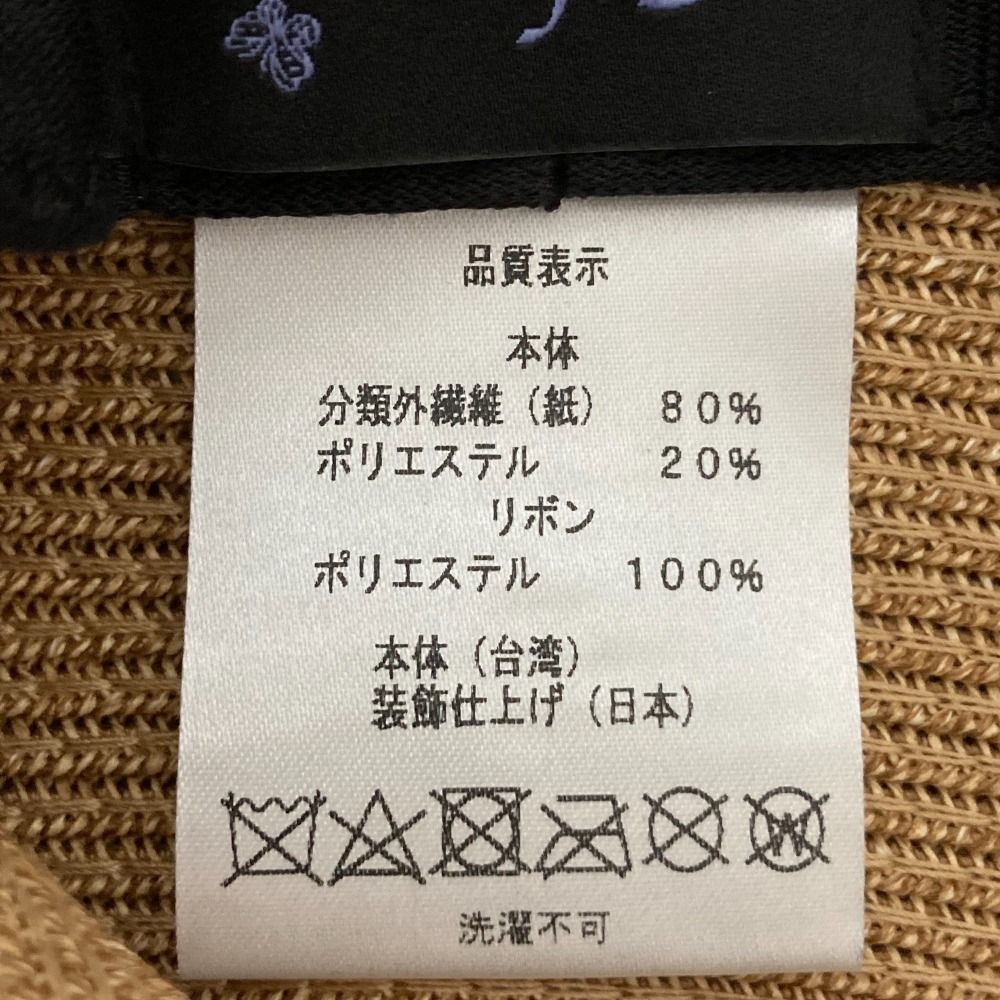 品質表示
本体
分類外繊維（紙） 80%
ポリエステル 20%
リボン
ポリエステル 100%
本体（台湾）
装飾仕上げ（日本）
W
洗濯不可